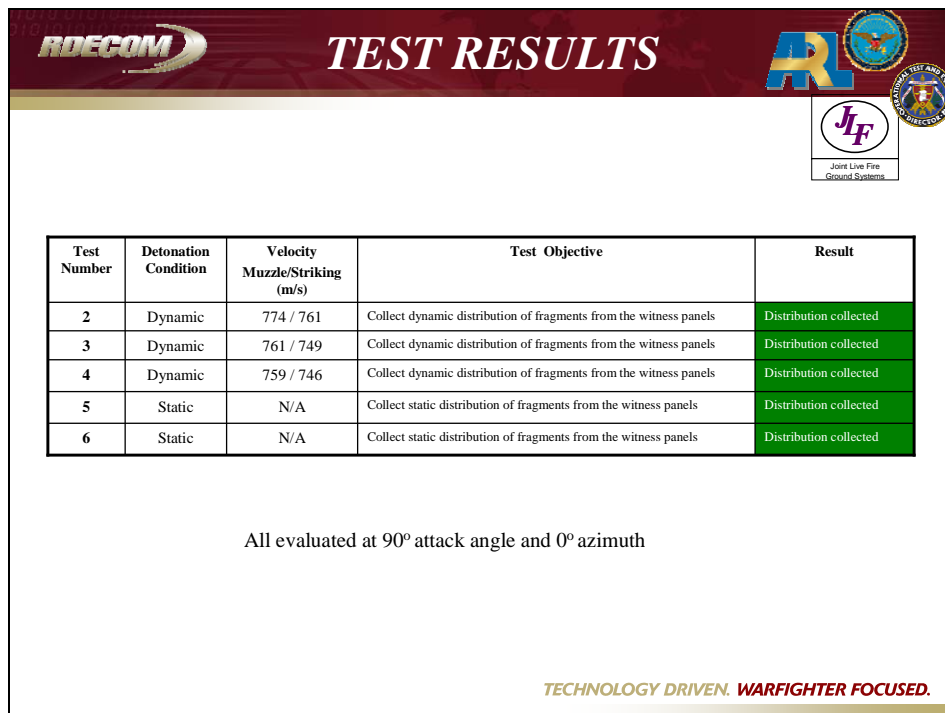 RDECOM
TEST RESULTS
ARL
JLF
Joint Live Fire
Ground Systems
Test Number | Detonation Condition | Velocity Muzzle/Striking (m/s) | Test Objective | Result
2 | Dynamic | 774 / 761 | Collect dynamic distribution of fragments from the witness panels | Distribution collected
3 | Dynamic | 761 / 749 | Collect dynamic distribution of fragments from the witness panels | Distribution collected
4 | Dynamic | 759 / 746 | Collect dynamic distribution of fragments from the witness panels | Distribution collected
5 | Static | N/A | Collect static distribution of fragments from the witness panels | Distribution collected
6 | Static | N/A | Collect static distribution of fragments from the witness panels | Distribution collected
All evaluated at 90º attack angle and 0º azimuth
TECHNOLOGY DRIVEN. WARFIGHTER FOCUSED.